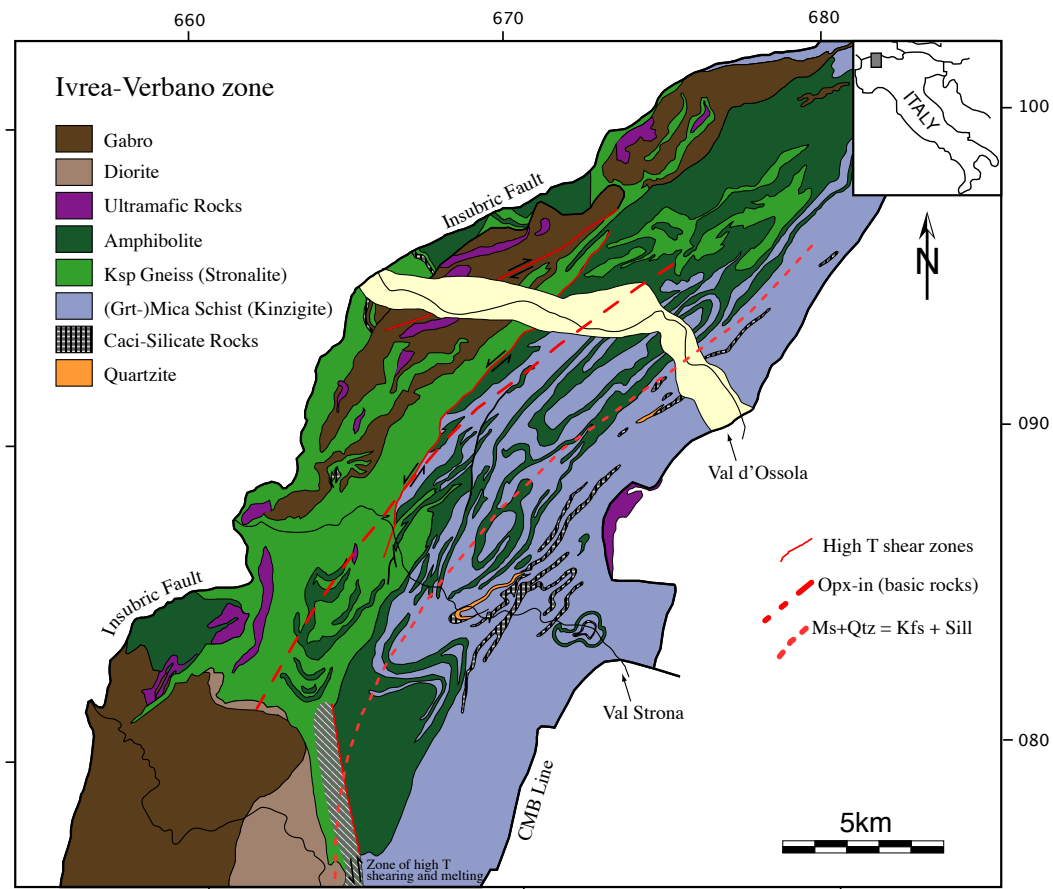 660
670
680
Ivrea-Verbano zone
Gabro
Diorite
Ultramafic Rocks
Amphibolite
Ksp Gneiss (Stronalite)
(Grt-)Mica Schist (Kinzigite)
Caci-Silicate Rocks
Quartzite
ITALY
100
Insubric Fault
N
090
Val d'Ossola
High T shear zones
Opx-in (basic rocks)
Ms+Qtz = Kfs + Sill
Insubric Fault
Val Strona
080
CMB Line
5km
Zone of high T
shearing and melting